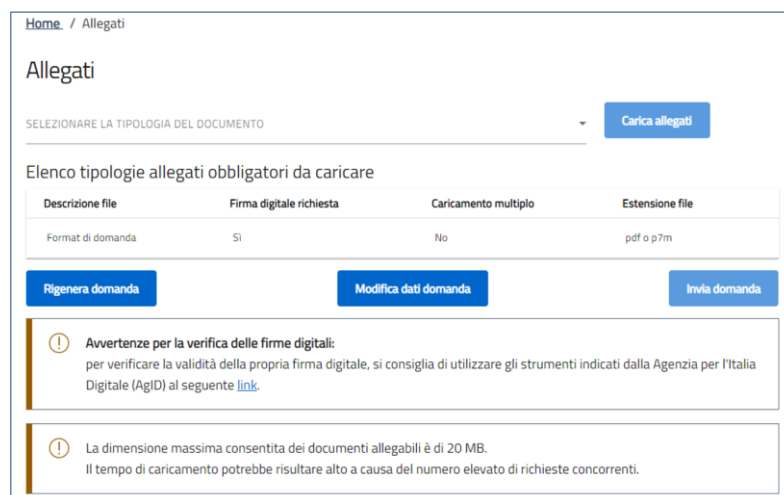 Home / Allegati
Allegati
SELEZIONARE LA TIPOLOGIA DEL DOCUMENTO
Carica allegati
Elenco tipologie allegati obbligatori da caricare
Descrizione file Firma digitale richiesta Caricamento multiplo Estensione file
Format di domanda Sì No pdf o p7m
Rigenera domanda Modifica dati domanda Invia domanda
Avvertenze per la verifica delle firme digitali:
per verificare la validità della propria firma digitale, si consiglia di utilizzare gli strumenti indicati dalla Agenzia per l'Italia
Digitale (AgID) al seguente link.
La dimensione massima consentita dei documenti allegabili è di 20 MB.
Il tempo di caricamento potrebbe risultare alto a causa del numero elevato di richieste concorrenti.